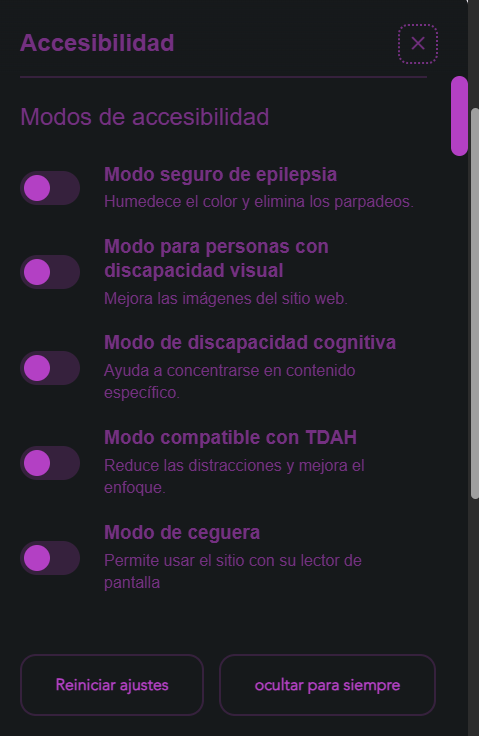 Accesibilidad
Modos de accesibilidad
Modo seguro de epilepsia
Humedece el color y elimina los parpadeos.
Modo para personas con
discapacidad visual
Mejora las imágenes del sitio web.
Modo de discapacidad cognitiva
Ayuda a concentrarse en contenido
específico.
Modo compatible con TDAH
Reduce las distracciones y mejora el
enfoque.
Modo de ceguera
Permite usar el sitio con su lector de
pantalla
Reiniciar ajustes
ocultar para siempre